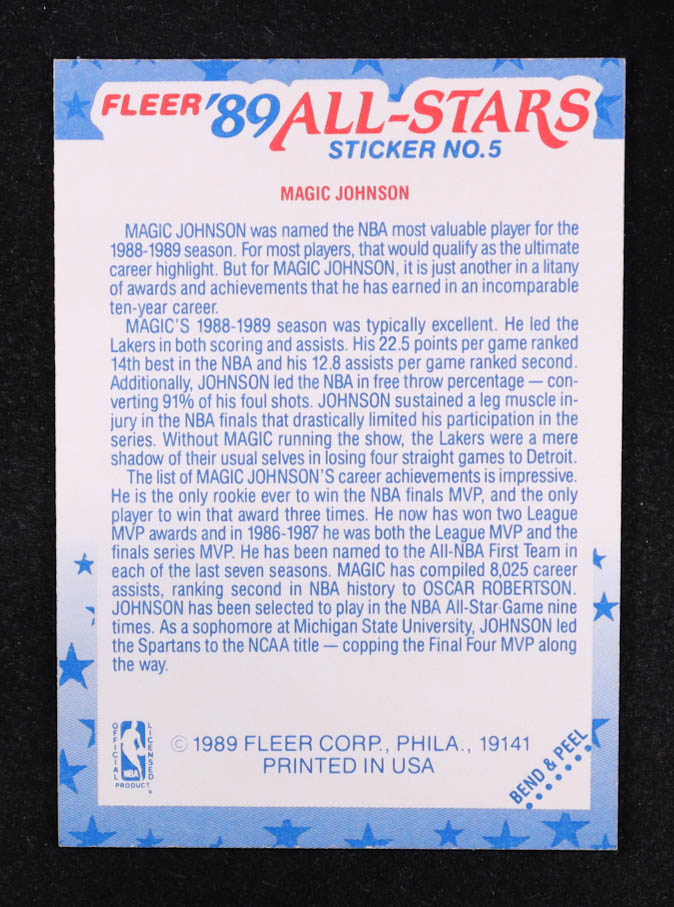 FLEER '89 ALL-STARS
STICKER NO.5
MAGIC JOHNSON
MAGIC JOHNSON was named the NBA most valuable player for the
1988-1989 season. For most players, that would qualify as the ultimate
career highlight. But for MAGIC JOHNSON, it is just another in a litany
of awards and achievements that he has earned in an incomparable
ten-year career.
MAGIC'S 1988-1989 season was typically excellent. He led the
Lakers in both scoring and assists. His 22.5 points per game ranked
14th best in the NBA and his 12.8 assists per game ranked second.
Additionally, JOHNSON led the NBA in free throw percentage — con-
verting 91% of his foul shots. JOHNSON sustained a leg muscle in-
jury in the NBA finals that drastically limited his participation in the
series. Without MAGIC running the show, the Lakers were a mere
shadow of their usual selves in losing four straight games to Detroit.
The list of MAGIC JOHNSON'S career achievements is impressive.
He is the only rookie ever to win the NBA finals MVP, and the only
player to win that award three times. He now has won two League
MVP awards and in 1986-1987 he was both the League MVP and the
finals series MVP. He has been named to the All-NBA First Team in
each of the last seven seasons. MAGIC has compiled 8,025 career
assists, ranking second in NBA history to OSCAR ROBERTSON.
JOHNSON has been selected to play in the NBA All-Star Game nine
times. As a sophomore at Michigan State University, JOHNSON led
the Spartans to the NCAA title — copping the Final Four MVP along
the way.
OFFICIAL LICENSED
NBA
PRODUCT
© 1989 FLEER CORP., PHILA., 19141
PRINTED IN USA
BEND & PEEL